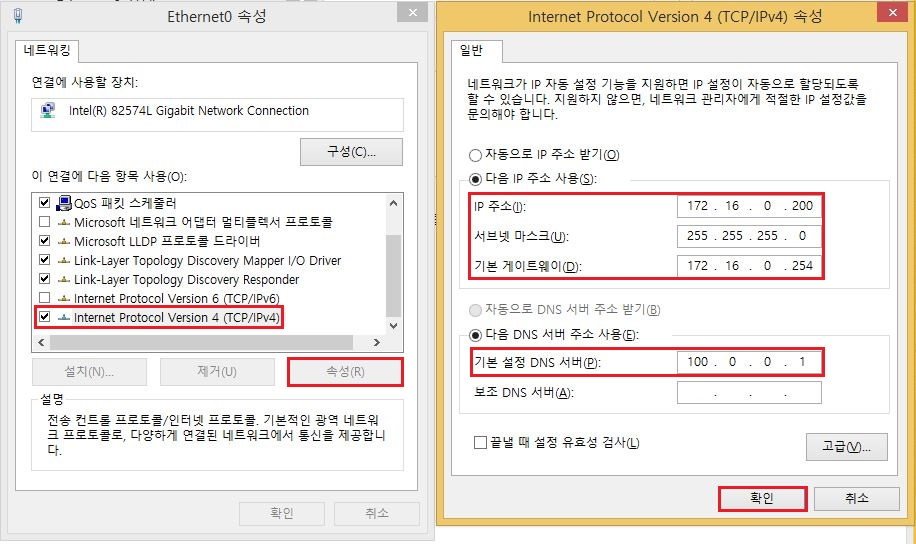 Ethernet0 속성
네트워킹
연결에 사용할 장치:
Intel(R) 82574L Gigabit Network Connection
구성(C)...
이 연결에 다음 항목 사용(O):
QoS 패킷 스케줄러
Microsoft 네트워크 어댑터 멀티플렉서 프로토콜
Microsoft LLDP 프로토콜 드라이버
Link-Layer Topology Discovery Mapper I/O Driver
Link-Layer Topology Discovery Responder
Internet Protocol Version 6 (TCP/IPv6)
Internet Protocol Version 4 (TCP/IPv4)
설치(N)...
제거(U)
속성(R)
설명
전송 컨트롤 프로토콜/인터넷 프로토콜. 기본적인 광역 네트워
크 프로토콜로, 다양하게 연결된 네트워크에서 통신을 제공합니
다.
확인
취소
Internet Protocol Version 4 (TCP/IPv4) 속성
일반
네트워크가 IP 자동 설정 기능을 지원하면 IP 설정이 자동으로 할당되도록
할 수 있습니다. 지원하지 않으면, 네트워크 관리자에게 적절한 IP 설정값을
문의해야 합니다.
자동으로 IP 주소 받기(O)
다음 IP 주소 사용(S):
IP 주소(I): 172 . 16 . 0 . 200
서브넷 마스크(U): 255 . 255 . 255 . 0
기본 게이트웨이(D): 172 . 16 . 0 . 254
자동으로 DNS 서버 주소 받기(B)
다음 DNS 서버 주소 사용(E):
기본 설정 DNS 서버(P): 100 . 0 . 0 . 1
보조 DNS 서버(A): . . .
끝낼 때 설정 유효성 검사(L)
고급(V)...
확인
취소